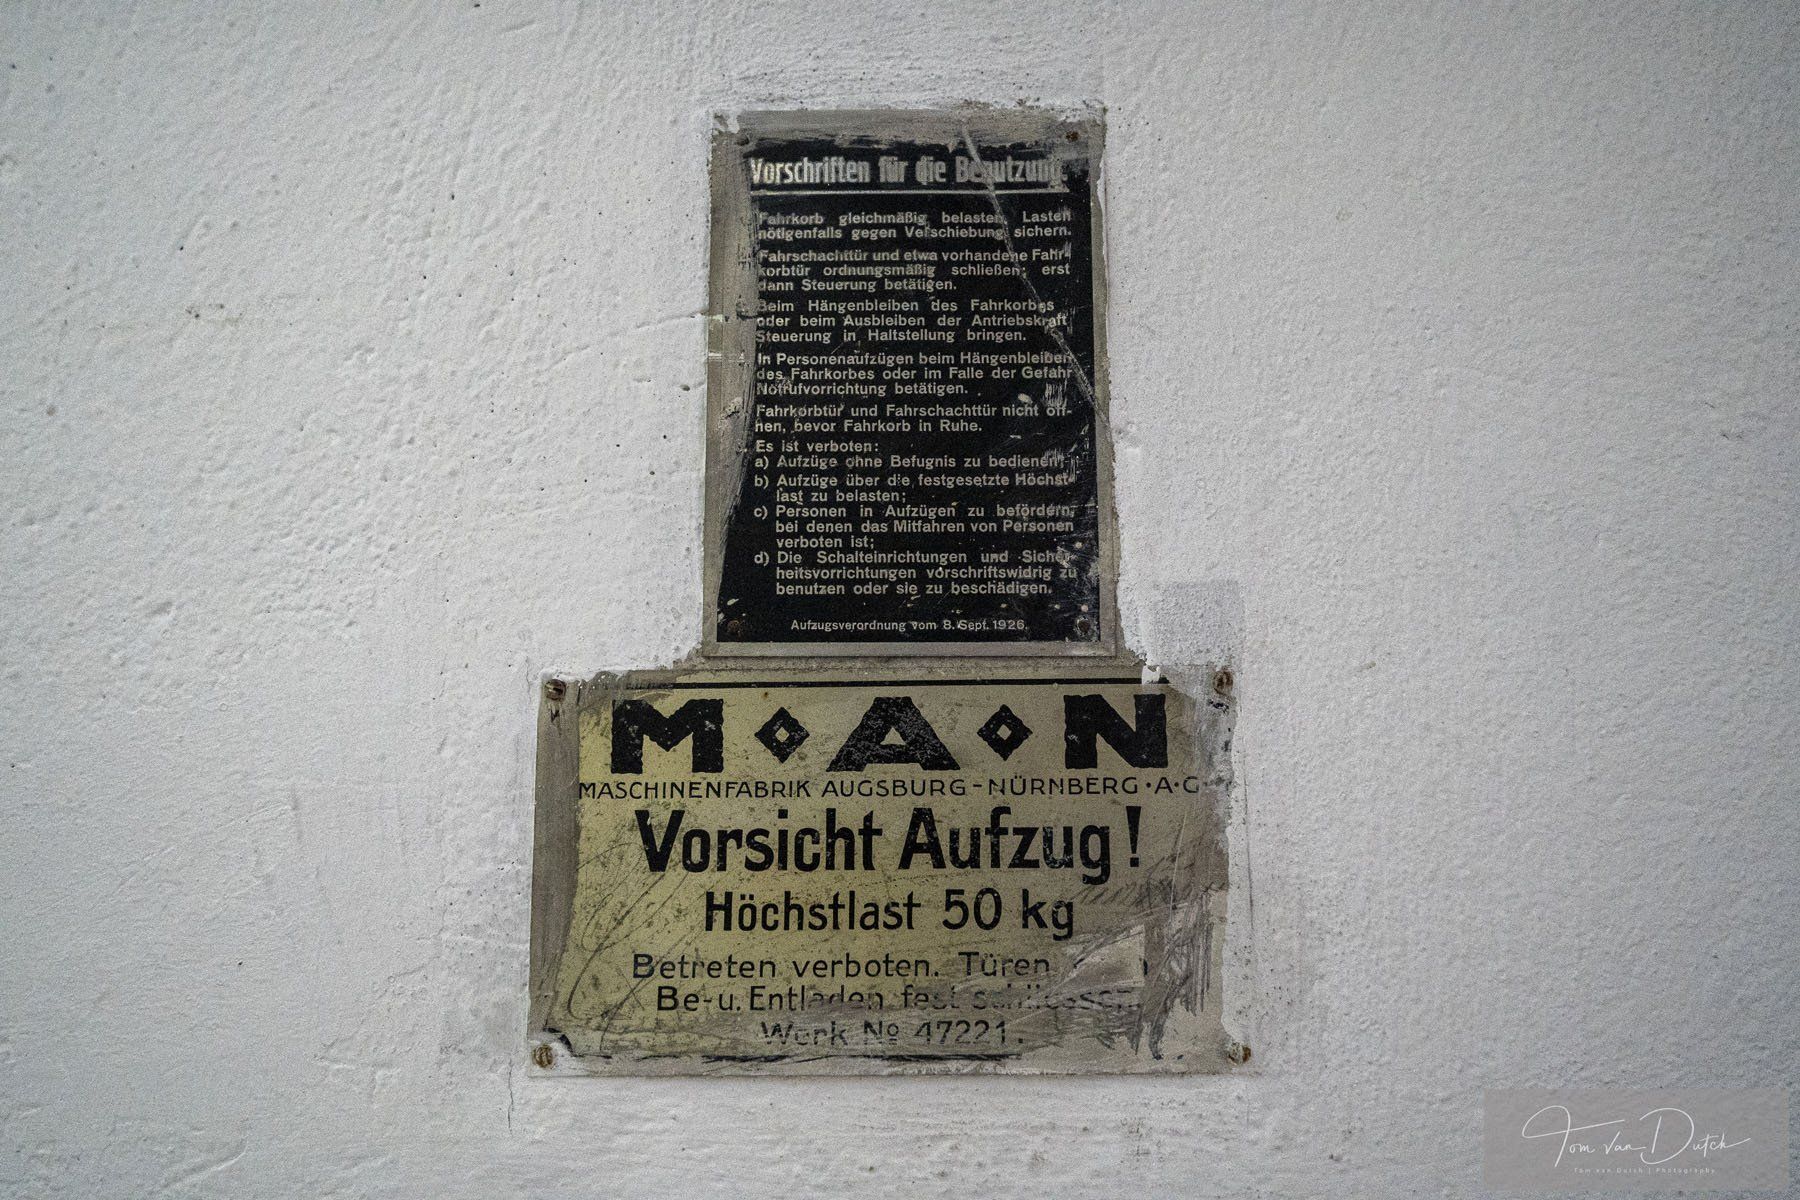 Vorschriften für die Benutzung.
Fahrkorb gleichmäßig belasten, Lasten
nötigenfalls gegen Verschiebung sichern.
Fahrschachttür und etwa vorhandene Fahr-
korbtür ordnungsmäßig schließen; erst
dann Steuerung betätigen.
Beim Hängenbleiben des Fahrkorbes
oder beim Ausbleiben der Antriebskraft
Steuerung in Haltstellung bringen.
In Personenaufzügen beim Hängenbleiben
des Fahrkorbes oder im Falle der Gefahr
Notrufvorrichtung betätigen.
Fahrkorbtür und Fahrschachttür nicht öff-
nen, bevor Fahrkorb in Ruhe.
Es ist verboten:
a) Aufzüge ohne Befugnis zu bedienen;
b) Aufzüge über die festgesetzte Höchst-
last zu belasten;
c) Personen in Aufzügen zu befördern,
bei denen das Mitfahren von Personen
verboten ist;
d) Die Schalteinrichtungen und Sicher-
heitsvorrichtungen vorschriftswidrig zu
benutzen oder sie zu beschädigen.
Aufzugsverordnung vom 8. Sept. 1926.
M·A·N
MASCHINENFABRIK AUGSBURG-NÜRNBERG·A·G·
Vorsicht Aufzug!
Höchstlast 50 kg
Betreten verboten. Türen
Be- u. Entladen fest schliessen.
Werk No 47221.
Tom van Dutch
Tom van Dutch | Photography